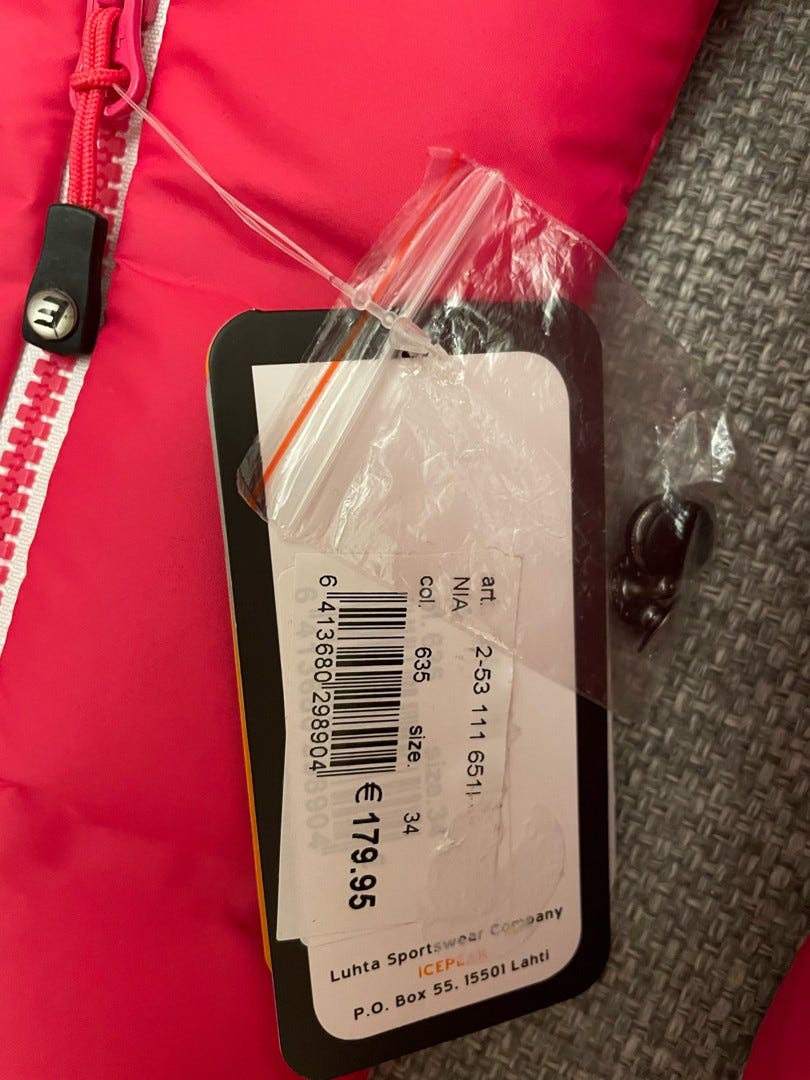 art. 2-53 111 651I
NIA
col. 635 size. 34
6 413680 298904
€ 179.95
Luhta Sportswear Company
ICEPEAK
P.O. Box 55, 15501 Lahti